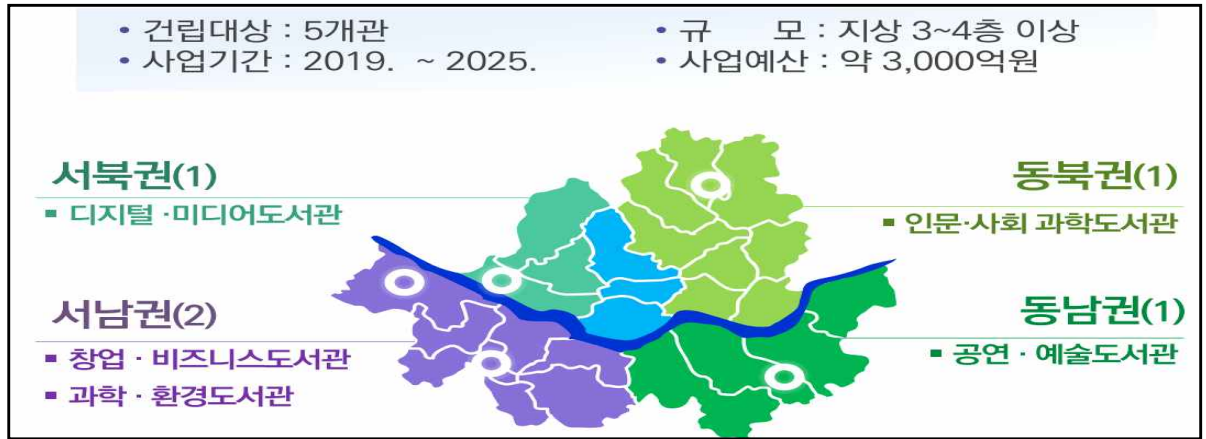 • 건립대상 : 5개관
• 규 모 : 지상 3~4층 이상
• 사업기간 : 2019. ~ 2025.
• 사업예산 : 약 3,000억원
서북권(1)
▪ 디지털 ·미디어도서관
동북권(1)
▪ 인문·사회 과학도서관
서남권(2)
▪ 창업 · 비즈니스도서관
▪ 과학 · 환경도서관
동남권(1)
▪ 공연 · 예술도서관